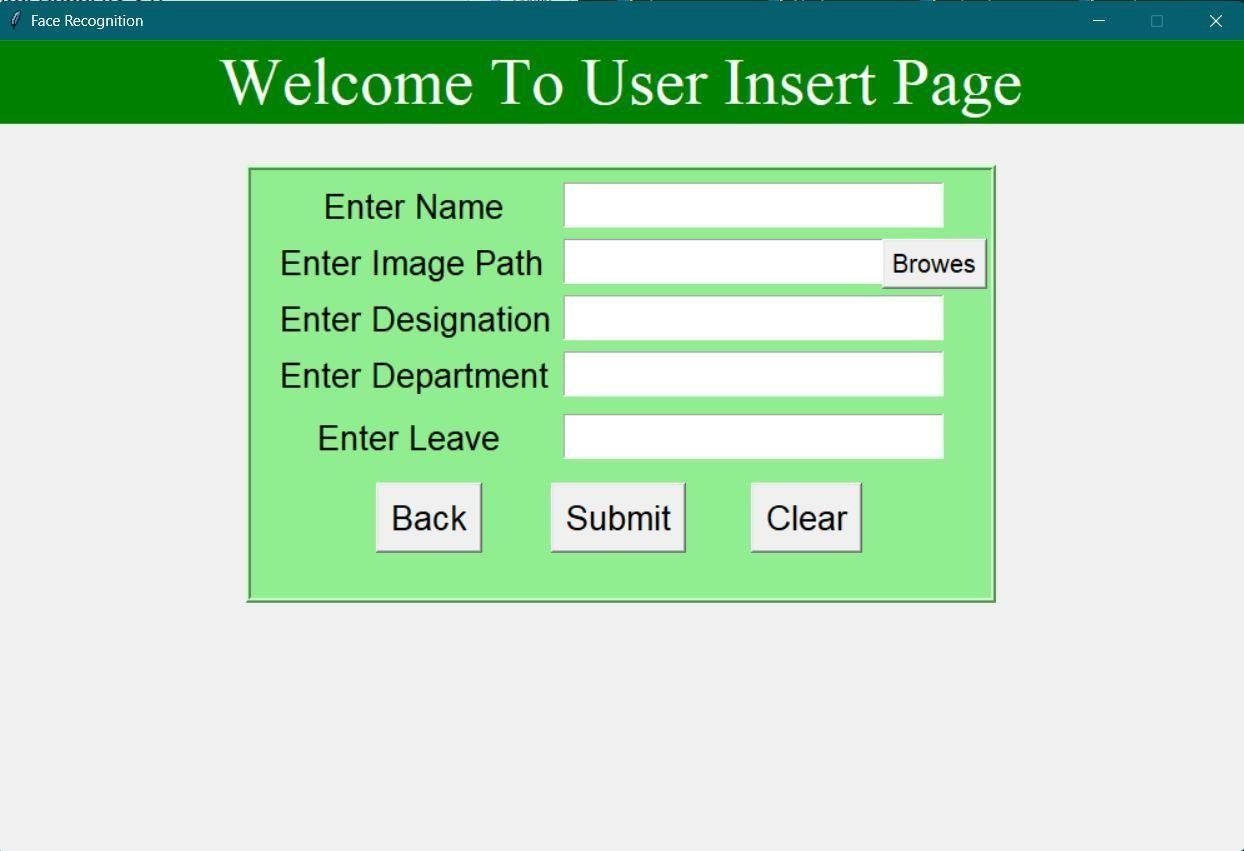 Face Recognition
Welcome To User Insert Page
Enter Name
Enter Image Path
Browes
Enter Designation
Enter Department
Enter Leave
Back Submit Clear